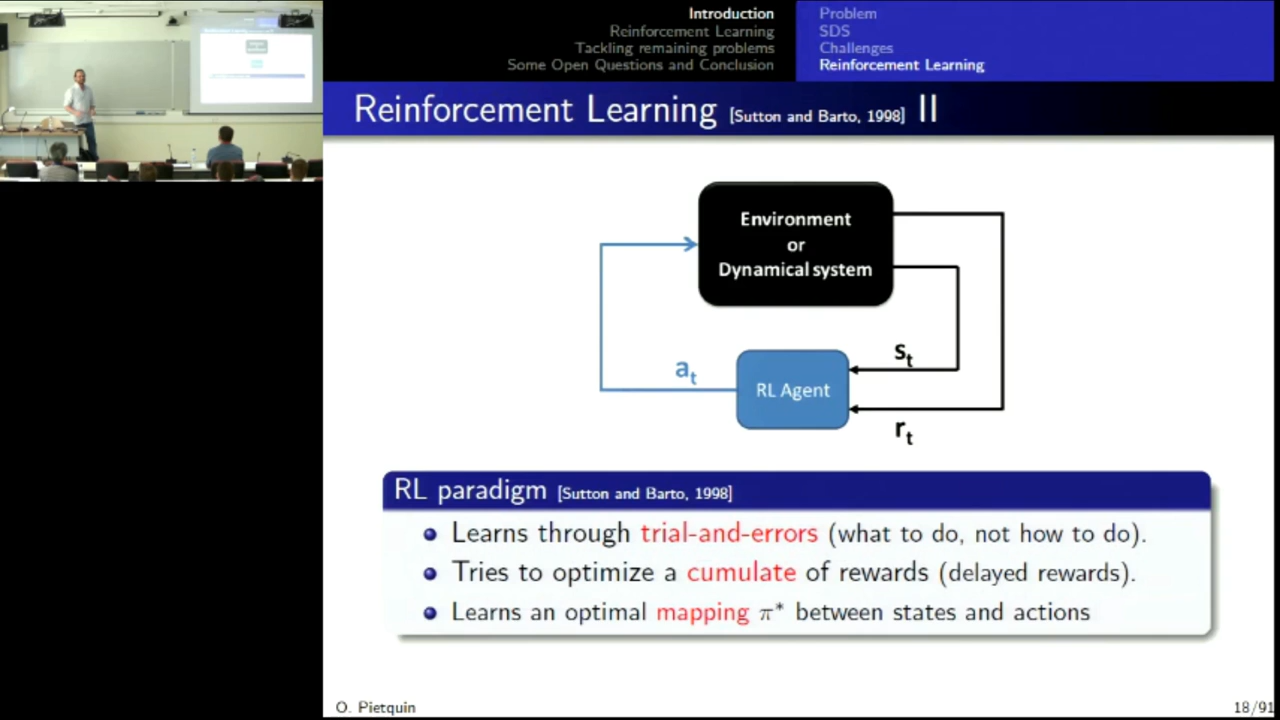 Introduction
Reinforcement Learning
Tackling remaining problems
Some Open Questions and Conclusion
Problem
SDS
Challenges
Reinforcement Learning
Reinforcement Learning [Sutton and Barto, 1998] II
Environment
or
Dynamical system
st
at
RL Agent
rt
RL paradigm [Sutton and Barto, 1998]
Learns through trial-and-errors (what to do, not how to do).
Tries to optimize a cumulate of rewards (delayed rewards).
Learns an optimal mapping π* between states and actions
O. Pietquin
18/91